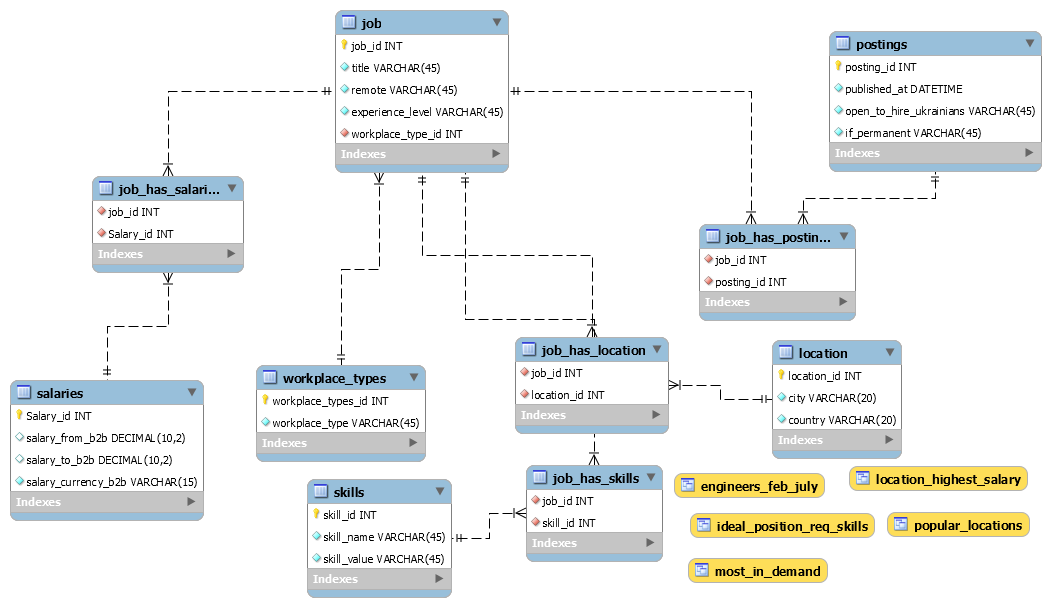 job
job_id INT
title VARCHAR(45)
remote VARCHAR(45)
experience_level VARCHAR(45)
workplace_type_id INT
Indexes
postings
posting_id INT
published_at DATETIME
open_to_hire_ukrainians VARCHAR(45)
if_permanent VARCHAR(45)
Indexes
job_has_salari...
job_id INT
Salary_id INT
Indexes
job_has_postin...
job_id INT
posting_id INT
Indexes
salaries
Salary_id INT
salary_from_b2b DECIMAL(10,2)
salary_to_b2b DECIMAL(10,2)
salary_currency_b2b VARCHAR(15)
Indexes
workplace_types
workplace_types_id INT
workplace_type VARCHAR(45)
Indexes
job_has_location
job_id INT
location_id INT
Indexes
location
location_id INT
city VARCHAR(20)
country VARCHAR(20)
Indexes
skills
skill_id INT
skill_name VARCHAR(45)
skill_value VARCHAR(45)
Indexes
job_has_skills
job_id INT
skill_id INT
Indexes
engineers_feb_july
location_highest_salary
ideal_position_req_skills
popular_locations
most_in_demand